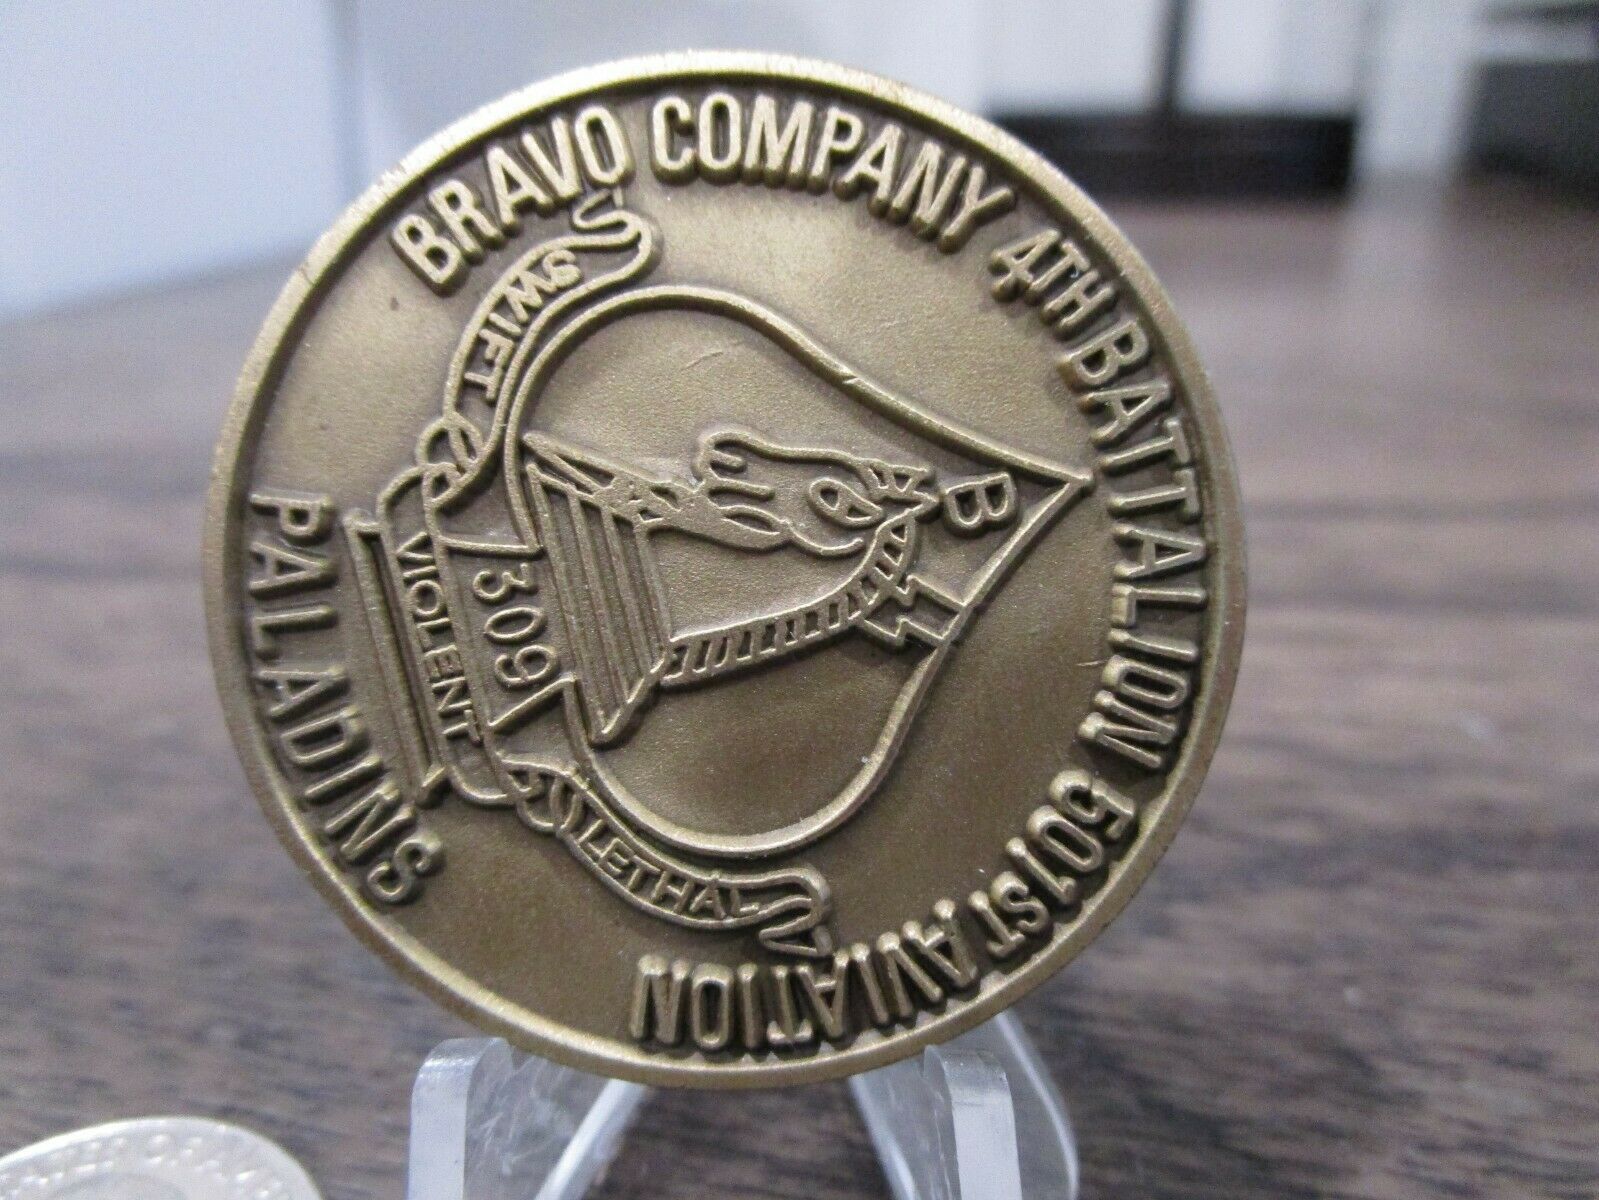 BRAVO COMPANY 4TH BATTALION 501ST AVIATION
B
SWIFT
309
VIOLENT
LETHAL
PALADINS